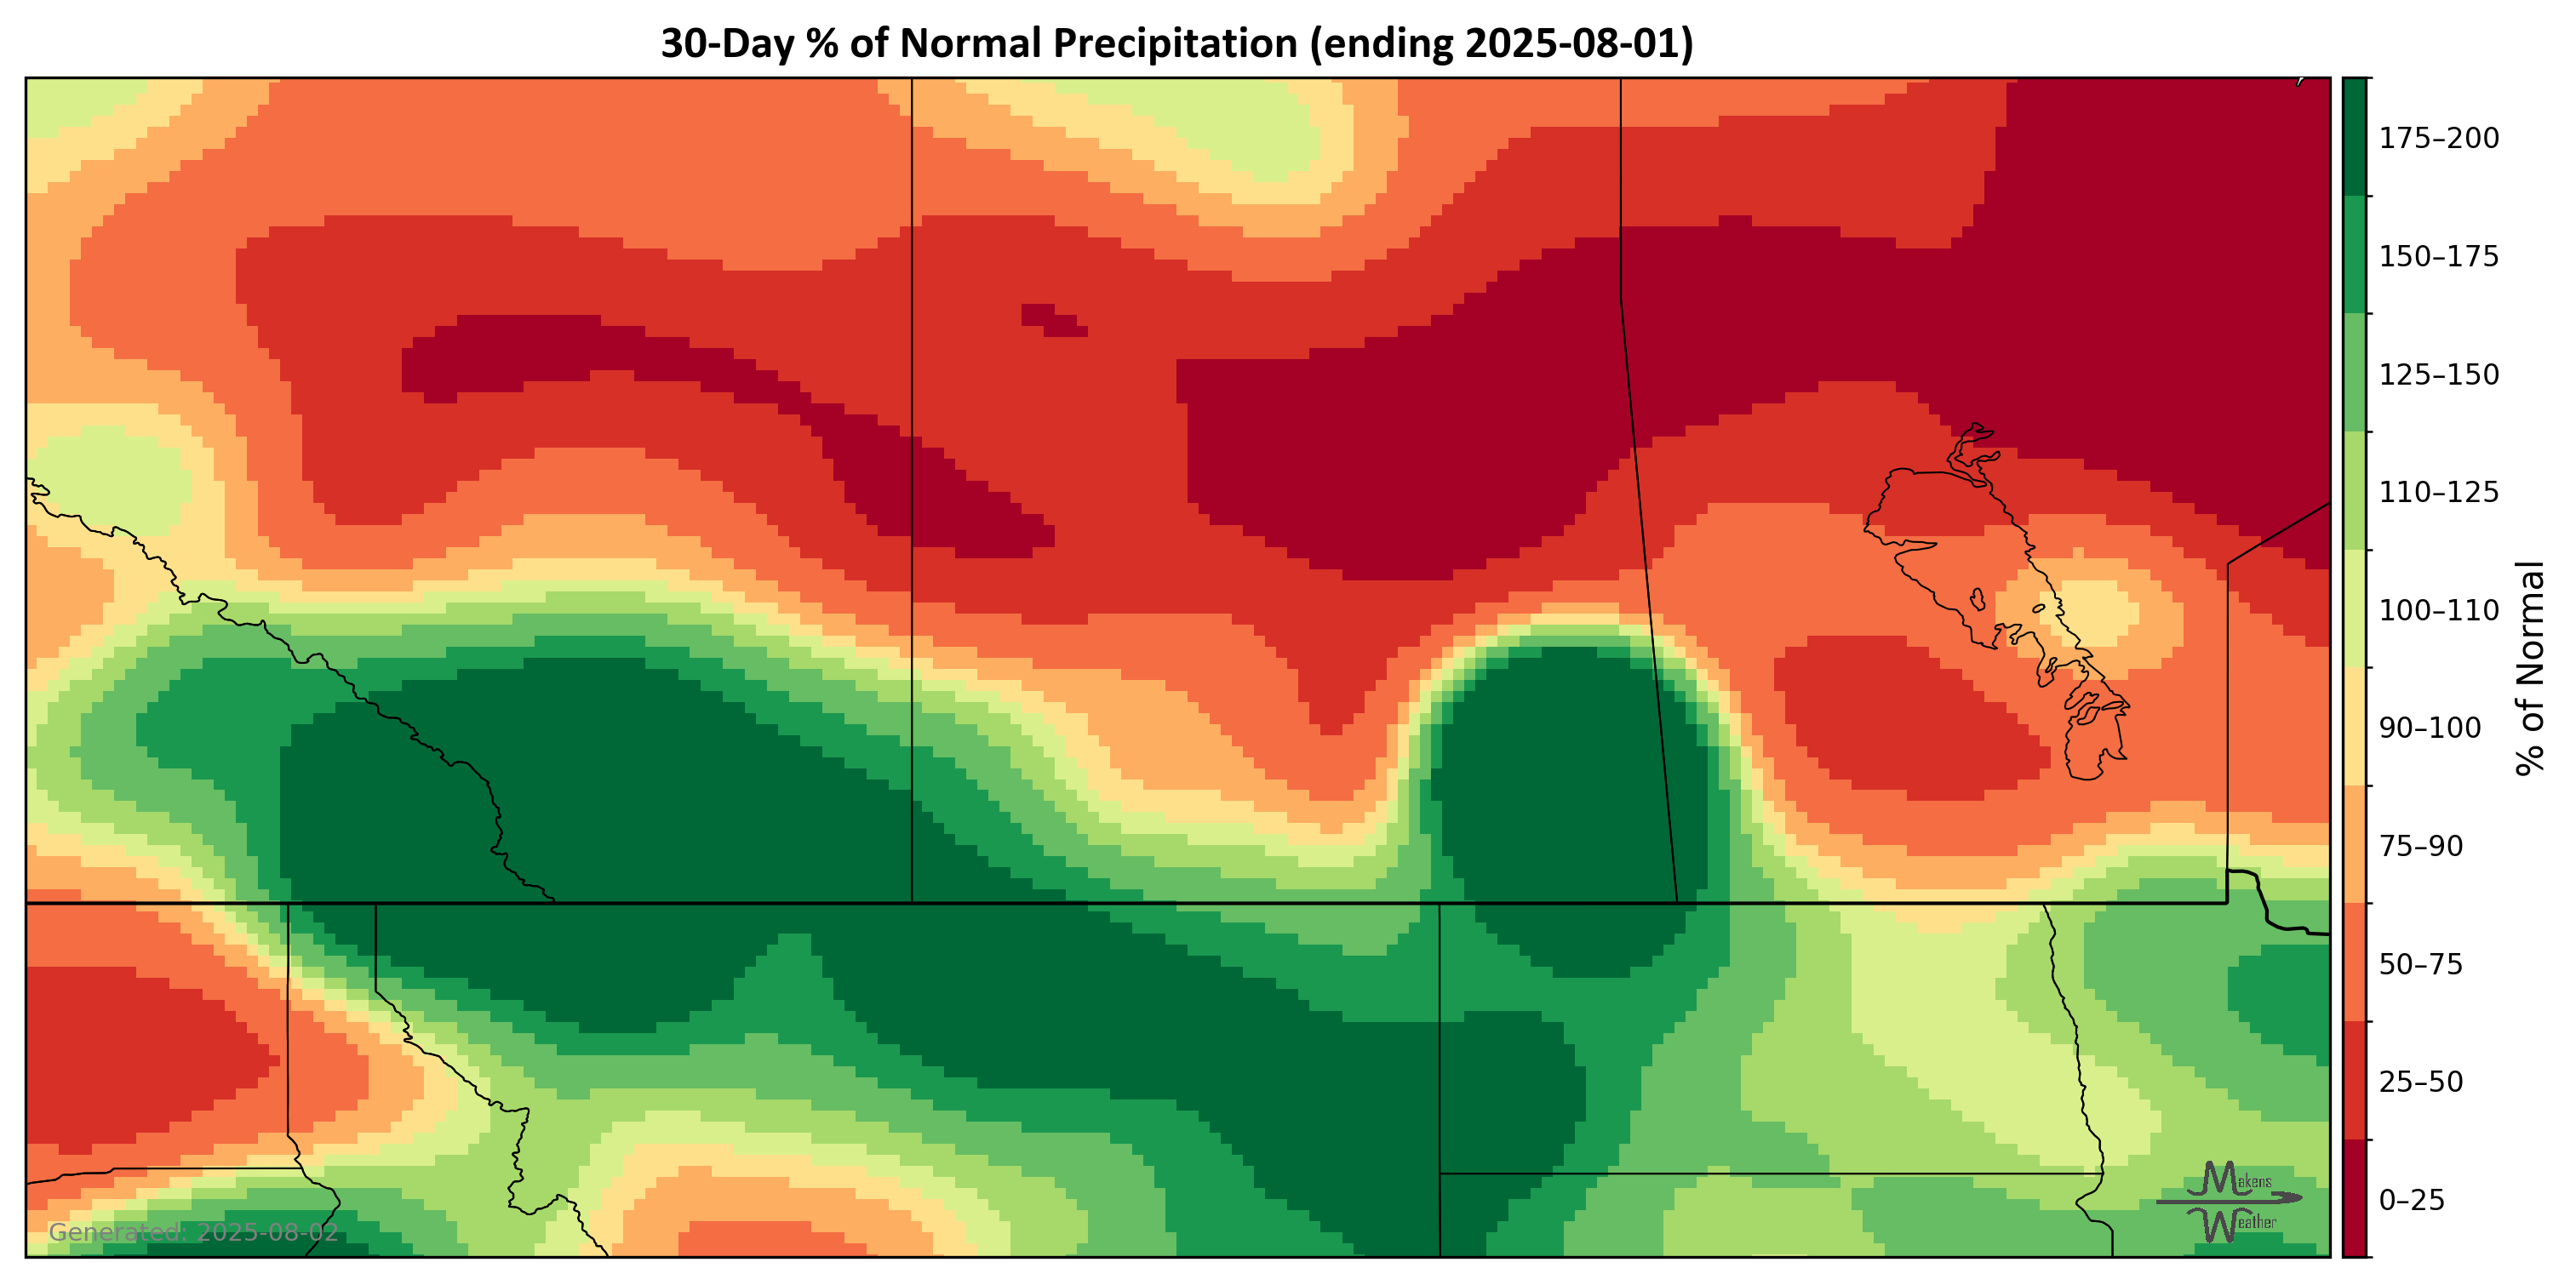 30-Day % of Normal Precipitation (ending 2025-08-01)
175–200
150–175
125–150
110–125
100–110
90–100
75–90
50–75
25–50
0–25
% of Normal
Generated: 2025-08-02
Makens
Weather